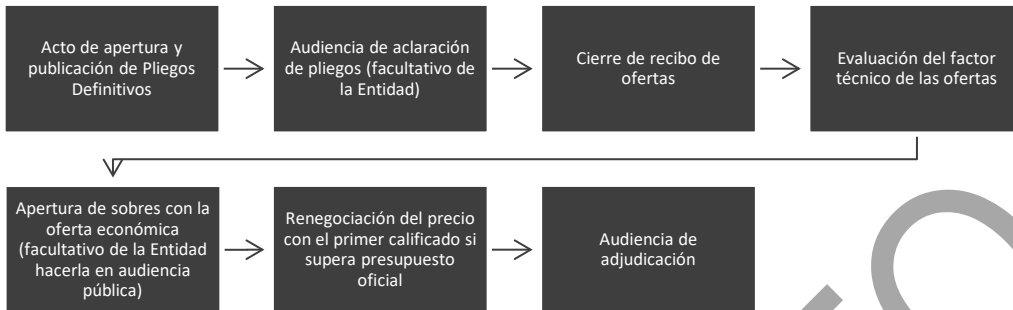 Acto de apertura y
publicación de Pliegos
Definitivos
Audiencia de aclaración
de pliegos (facultativo de
la Entidad)
Cierre de recibo de
ofertas
Evaluación del factor
técnico de las ofertas
Apertura de sobres con la
oferta económica
(facultativo de la Entidad
hacerla en audiencia
pública)
Renegociación del precio
con el primer calificado si
supera presupuesto
oficial
Audiencia de
adjudicación